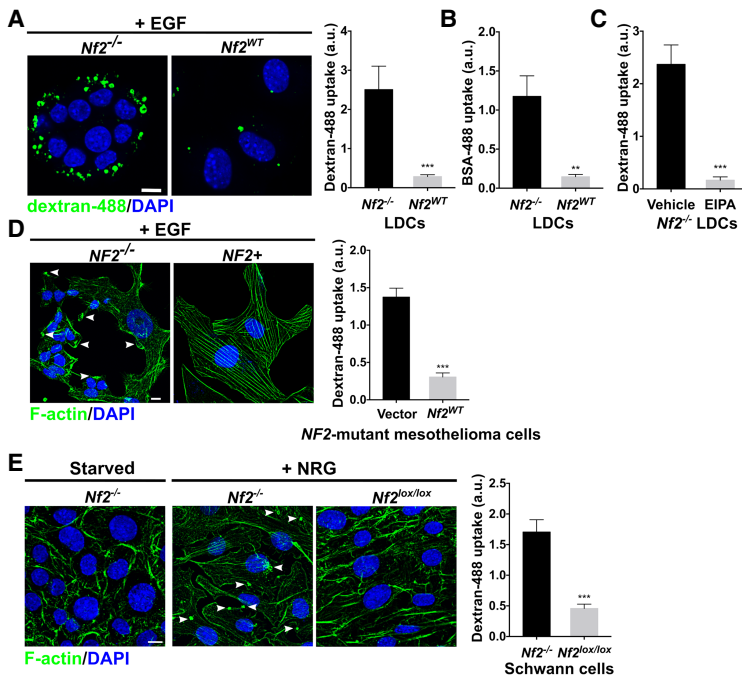 A
+ EGF
Nf2-/-
Nf2WT
dextran-488/DAPI
Dextran-488 uptake (a.u.)
4
3
2
1
0
***
Nf2-/- Nf2WT
LDCs
B
BSA-488 uptake (a.u.)
2.0
1.5
1.0
0.5
0.0
**
Nf2-/- Nf2WT
LDCs
C
Dextran-488 uptake (a.u.)
3
2
1
0
***
Vehicle EIPA
Nf2-/- LDCs
D
+ EGF
NF2-/-
NF2+
F-actin/DAPI
Dextran-488 uptake (a.u.)
2.0
1.5
1.0
0.5
0.0
***
Vector Nf2WT
NF2-mutant mesothelioma cells
E
Starved
+ NRG
Nf2-/-
Nf2-/-
Nf2lox/lox
F-actin/DAPI
Dextran-488 uptake (a.u.)
2.5
2.0
1.5
1.0
0.5
0.0
***
Nf2-/- Nf2lox/lox
Schwann cells